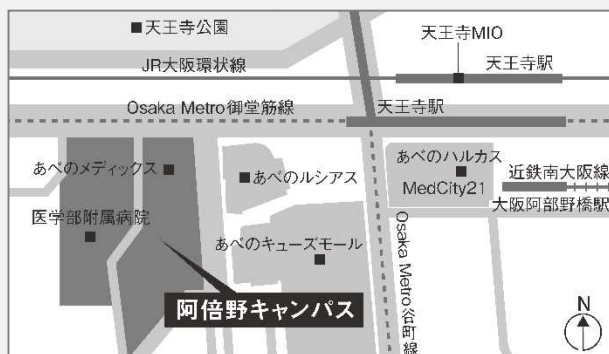 天王寺公園
天王寺MIO
JR大阪環状線
天王寺駅
Osaka Metro御堂筋線
天王寺駅
あべのメディックス
あべのルシアス
あべのハルカス
MedCity21
近鉄南大阪線
大阪阿部野橋駅
医学部附属病院
あべのキューズモール
Osaka Metro谷町線
阿倍野キャンパス
N